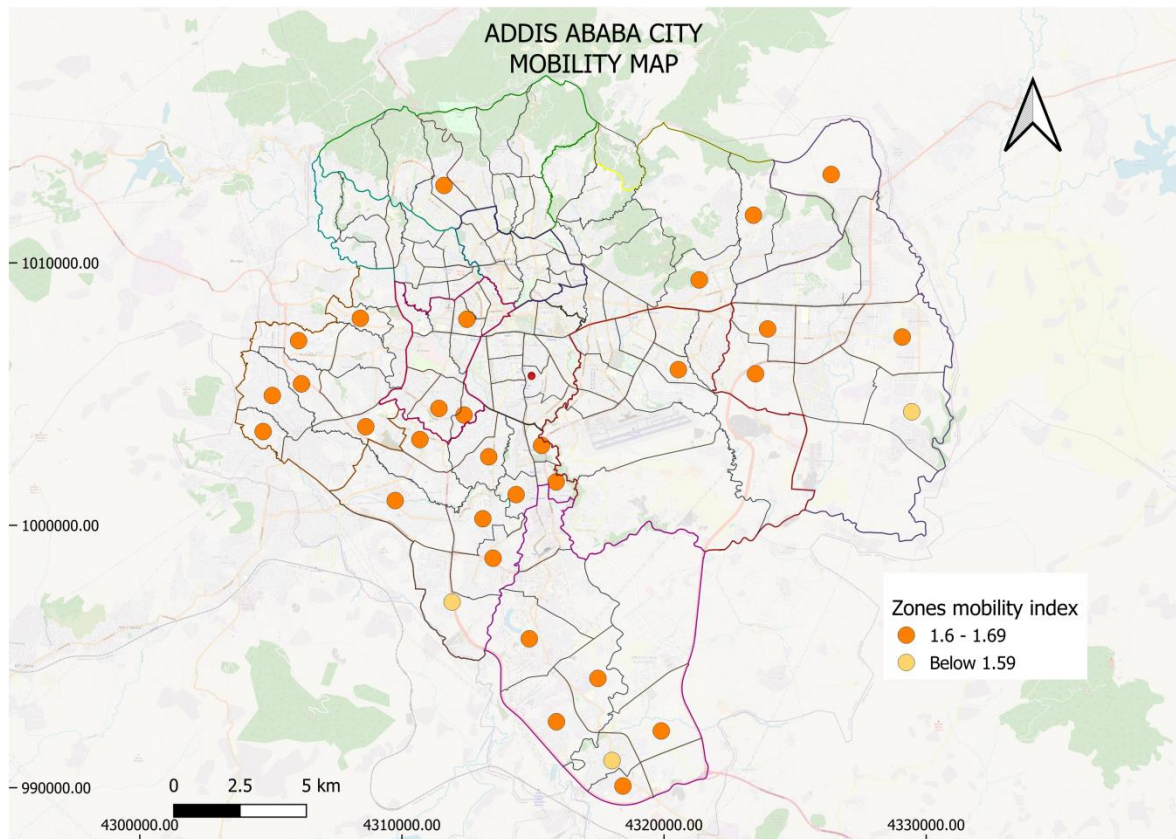 ADDIS ABABA CITY
MOBILITY MAP
1010000.00
1000000.00
990000.00
Zones mobility index
1.6 - 1.69
Below 1.59
0 2.5 5 km
4300000.00 4310000.00 4320000.00 4330000.00